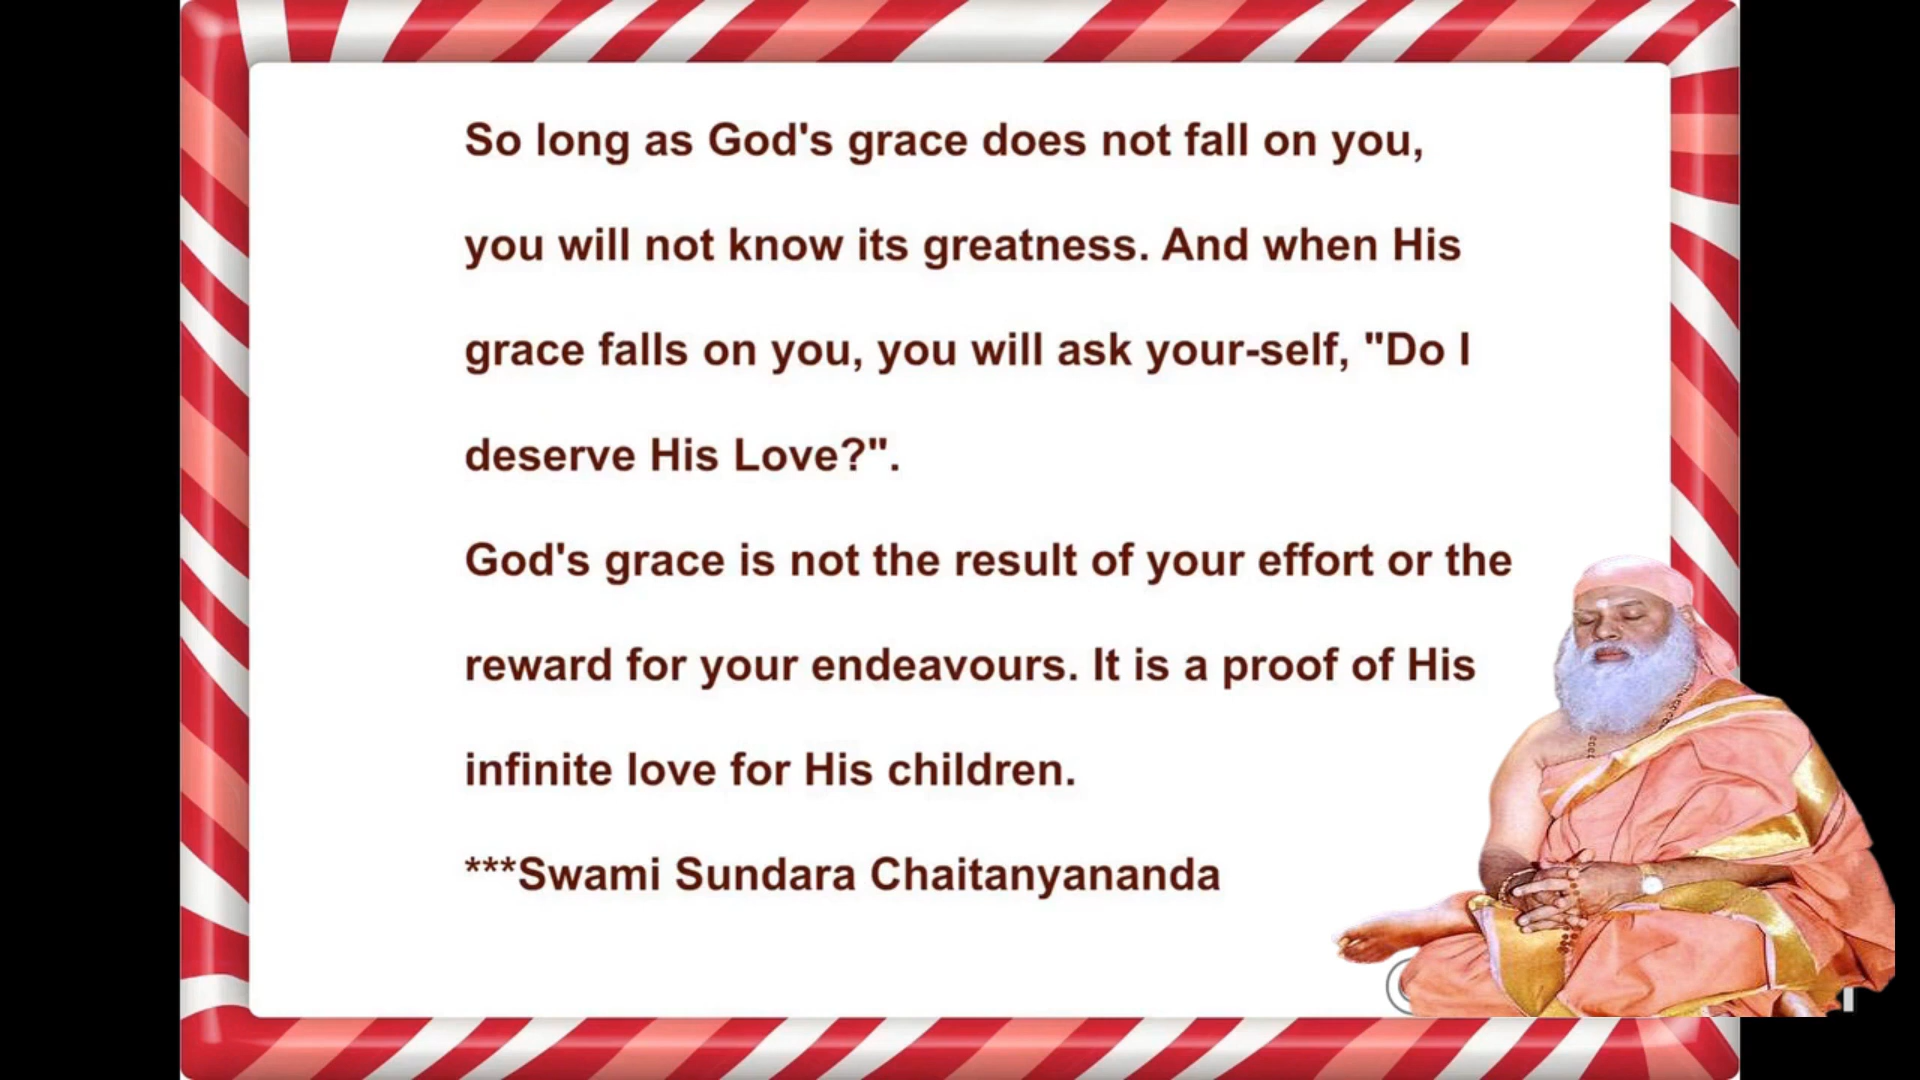 So long as God's grace does not fall on you,
you will not know its greatness. And when His
grace falls on you, you will ask your-self, "Do I
deserve His Love?".
God's grace is not the result of your effort or the
reward for your endeavours. It is a proof of His
infinite love for His children.
***Swami Sundara Chaitanyananda